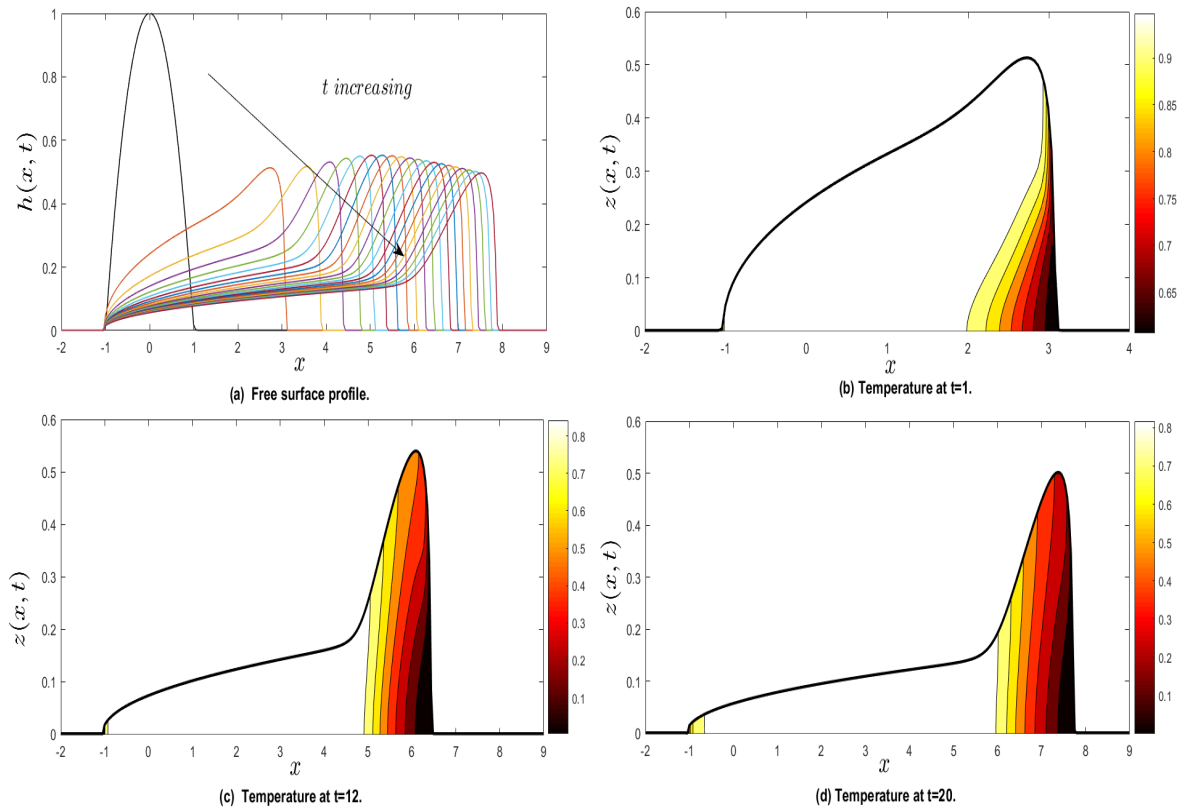 1
0.8
0.6
0.4
0.2
0
h(x, t)
t increasing
-2 -1 0 1 2 3 4 5 6 7 8 9
x
(a) Free surface profile.
0.6
0.5
0.4
0.3
0.2
0.1
0
z(x, t)
-2 -1 0 1 2 3 4
x
0.9
0.85
0.8
0.75
0.7
0.65
(b) Temperature at t=1.
0.6
0.5
0.4
0.3
0.2
0.1
0
z(x, t)
-2 -1 0 1 2 3 4 5 6 7 8 9
x
0.8
0.7
0.6
0.5
0.4
0.3
0.2
0.1
(c) Temperature at t=12.
0.6
0.5
0.4
0.3
0.2
0.1
0
z(x, t)
-2 -1 0 1 2 3 4 5 6 7 8 9
x
0.8
0.7
0.6
0.5
0.4
0.3
0.2
0.1
(d) Temperature at t=20.